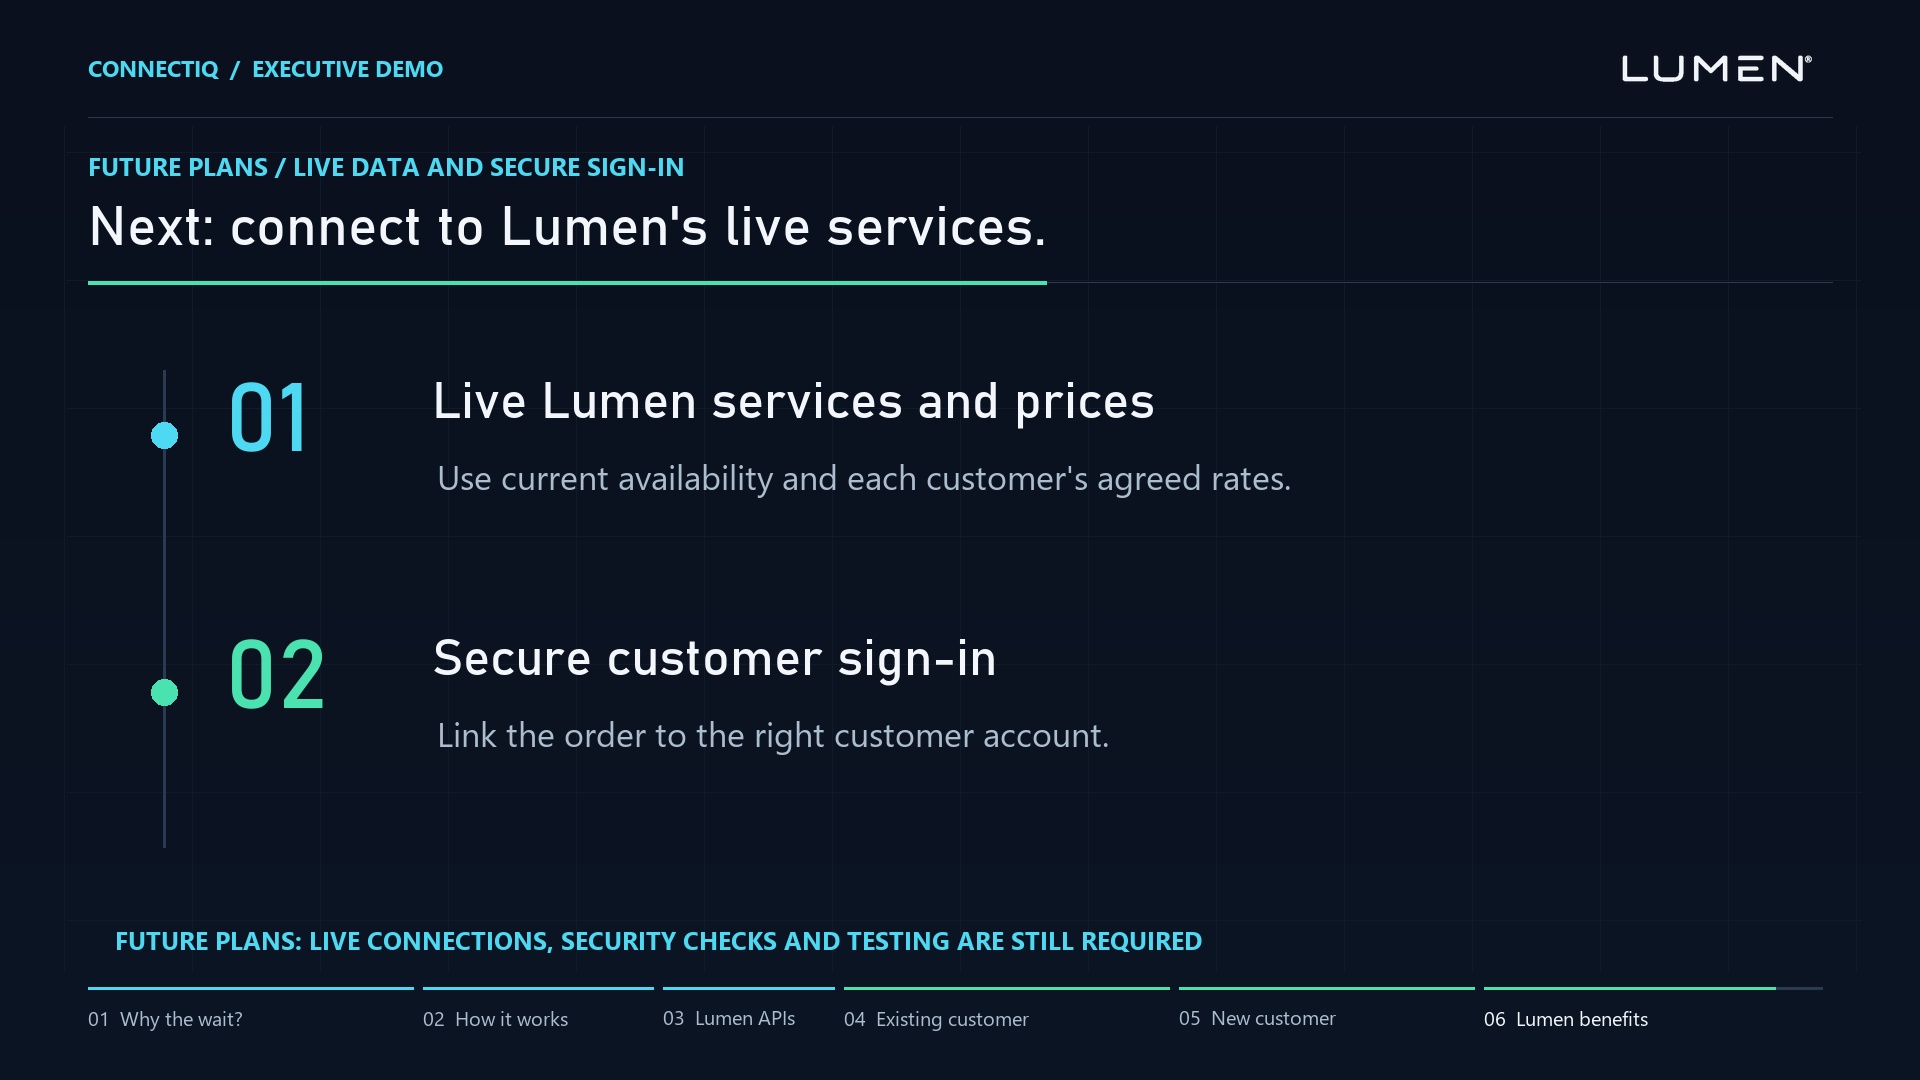 CONNECTIQ / EXECUTIVE DEMO
LUMEN®
FUTURE PLANS / LIVE DATA AND SECURE SIGN-IN
Next: connect to Lumen's live services.
01
Live Lumen services and prices
Use current availability and each customer's agreed rates.
02
Secure customer sign-in
Link the order to the right customer account.
FUTURE PLANS: LIVE CONNECTIONS, SECURITY CHECKS AND TESTING ARE STILL REQUIRED
01 Why the wait?
02 How it works
03 Lumen APIs
04 Existing customer
05 New customer
06 Lumen benefits